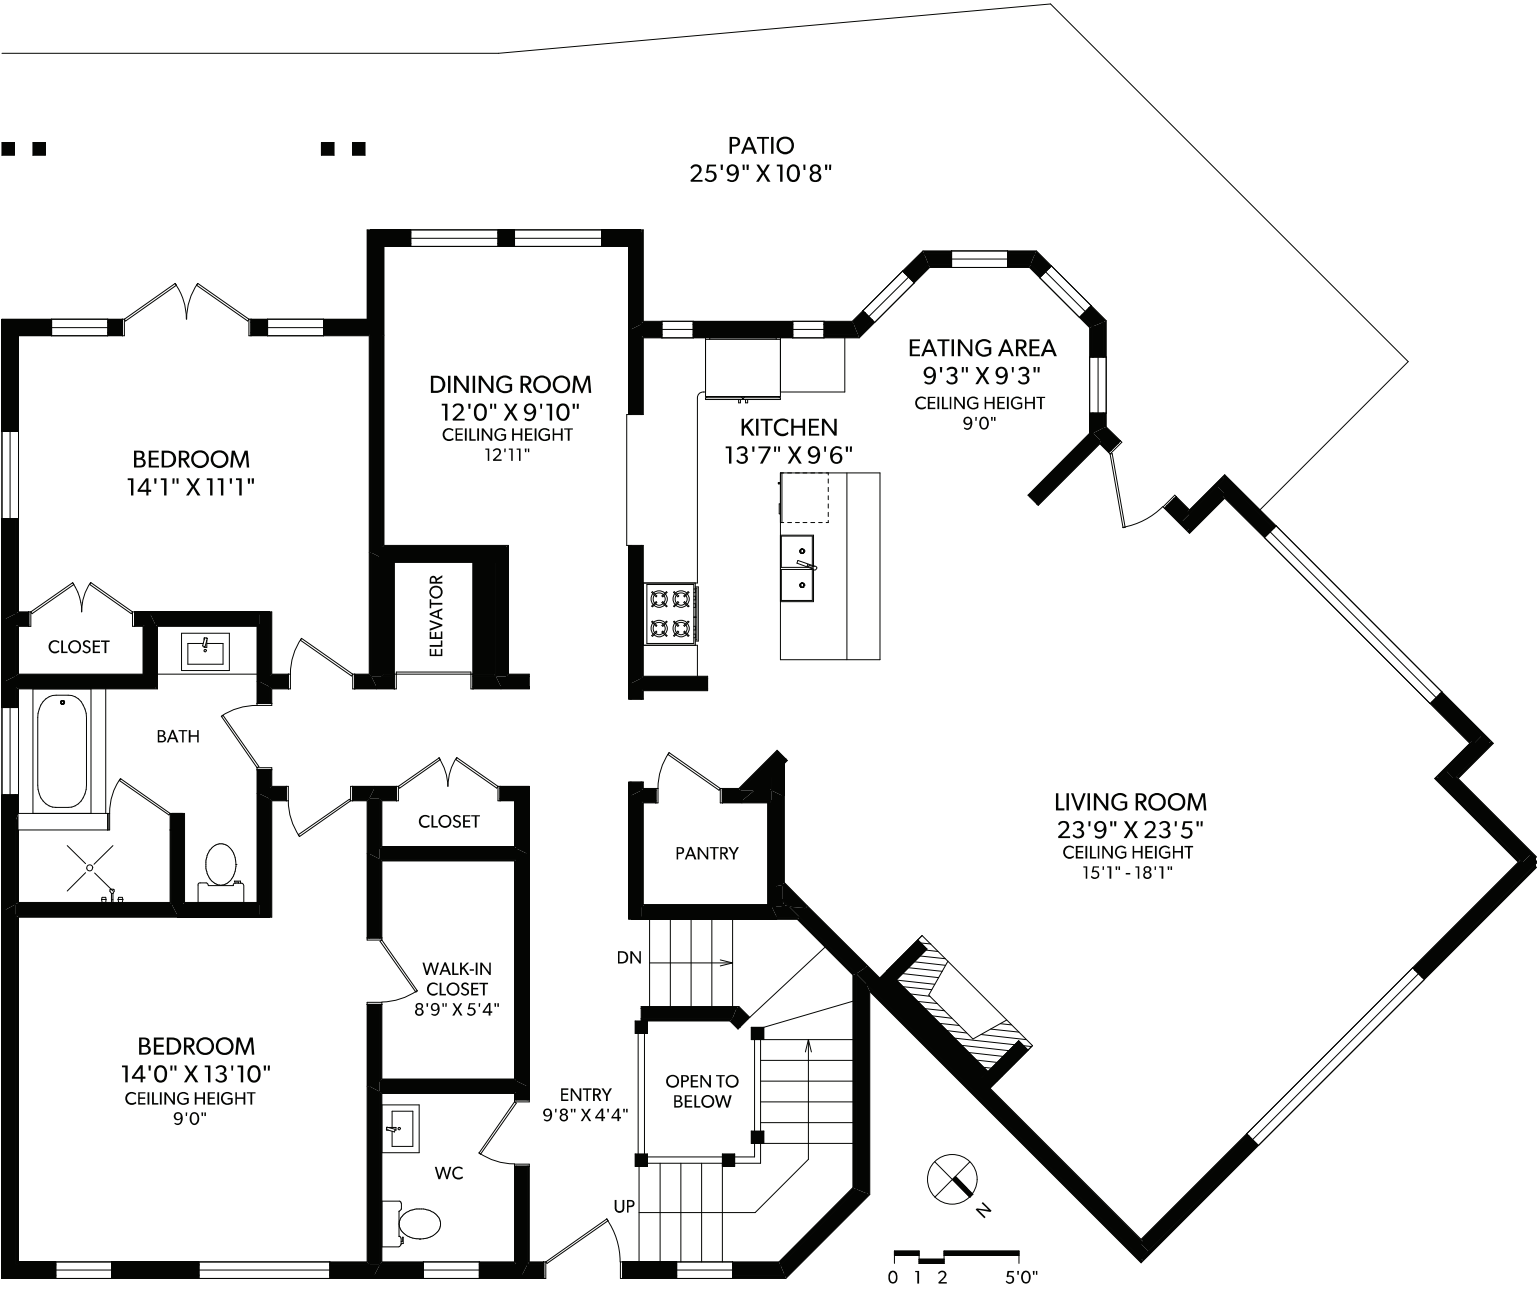 PATIO
25'9" X 10'8"
EATING AREA
9'3" X 9'3"
CEILING HEIGHT
9'0"
DINING ROOM
12'0" X 9'10"
CEILING HEIGHT
12'11"
KITCHEN
13'7" X 9'6"
BEDROOM
14'1" X 11'1"
ELEVATOR
CLOSET
BATH
CLOSET
PANTRY
LIVING ROOM
23'9" X 23'5"
CEILING HEIGHT
15'1" - 18'1"
DN
WALK-IN
CLOSET
8'9" X 5'4"
BEDROOM
14'0" X 13'10"
CEILING HEIGHT
9'0"
OPEN TO
BELOW
ENTRY
9'8" X 4'4"
WC
UP
N
0 1 2 5'0"